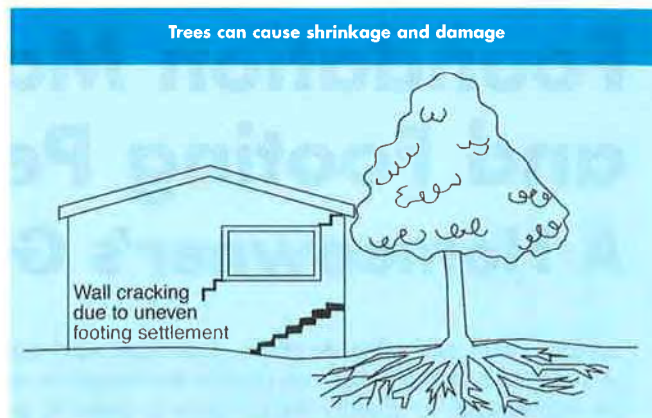 Trees can cause shrinkage and damage
Wall cracking
due to uneven
footing settlement